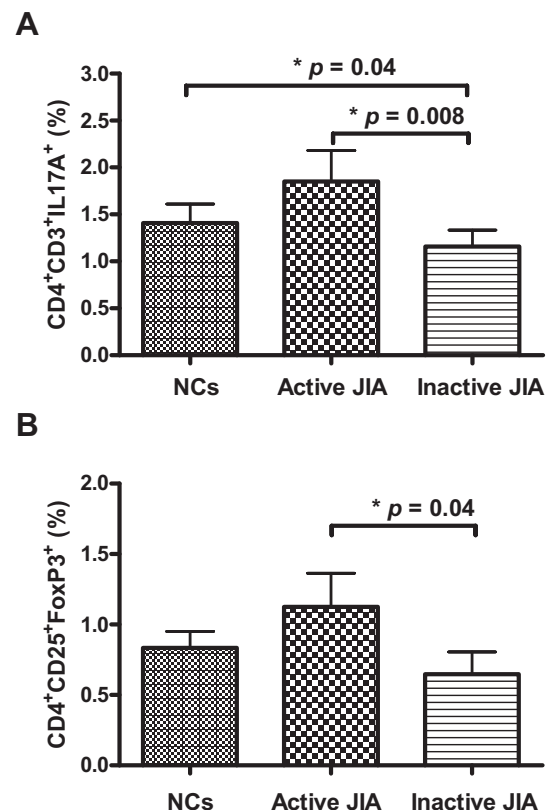 A
* p = 0.04
* p = 0.008
CD4⁺CD3⁺IL17A⁺ (%)
3.0
2.5
2.0
1.5
1.0
0.5
0.0
NCs Active JIA Inactive JIA
B
* p = 0.04
CD4⁺CD25⁺FoxP3⁺ (%)
2.0
1.5
1.0
0.5
0.0
NCs Active JIA Inactive JIA